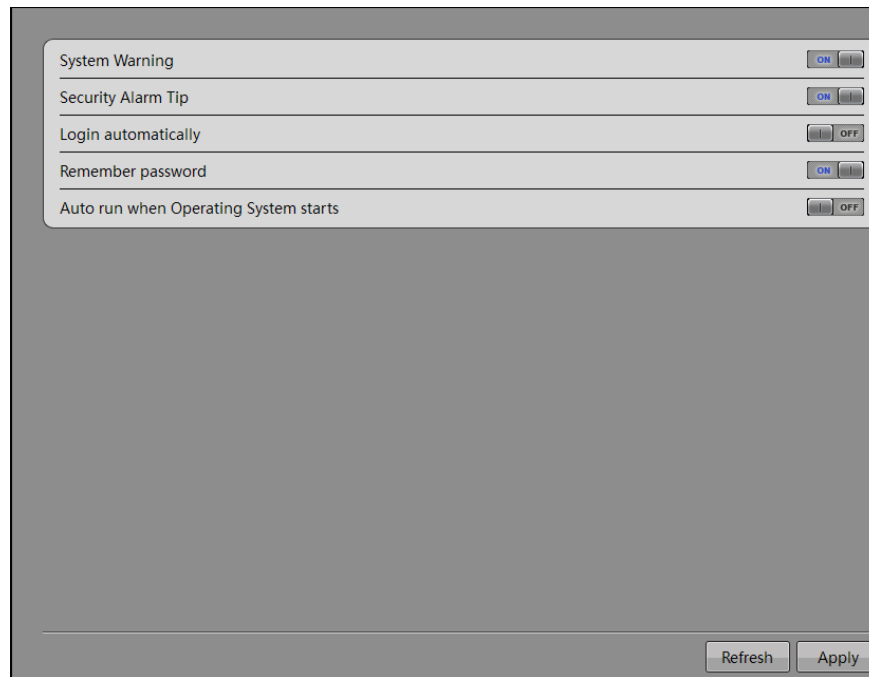 System Warning ON
Security Alarm Tip ON
Login automatically OFF
Remember password ON
Auto run when Operating System starts OFF
Refresh Apply